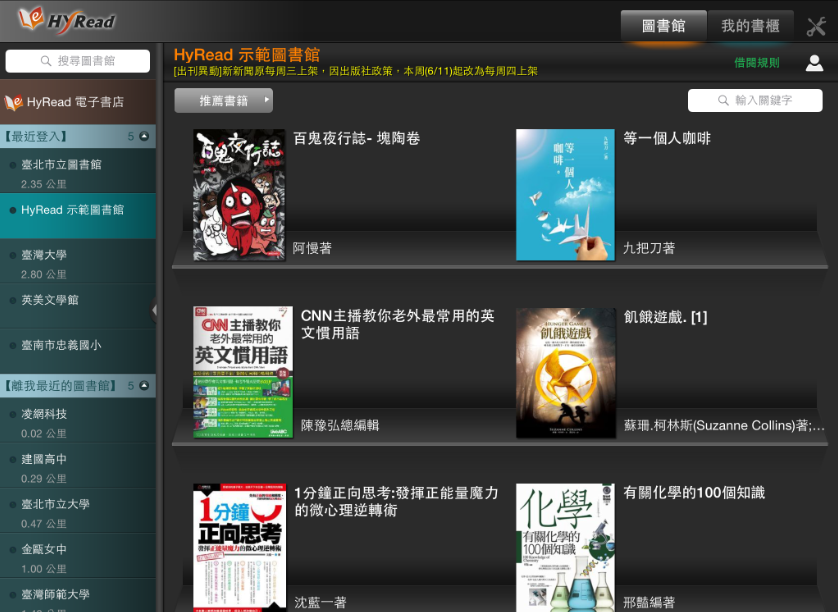 HyRead
圖書館
我的書櫃
搜尋圖書館
HyRead 示範圖書館
[出刊異動]新新聞原每周三上架，因出版社政策，本周(6/11)起改為每周四上架
借閱規則
HyRead 電子書店
推薦書籍
輸入關鍵字
【最近登入】 5
臺北市立圖書館
2.35 公里
HyRead 示範圖書館
臺灣大學
2.80 公里
英美文學館
臺南市忠義國小
【離我最近的圖書館】 5
凌網科技
0.02 公里
建國高中
0.29 公里
臺北市立大學
0.47 公里
金甌女中
1.00 公里
臺灣師範大學
百鬼夜行誌
百鬼夜行誌- 塊陶卷
阿慢著
等一個人
咖啡。
等一個人咖啡
九把刀著
CNN主播教你
老外最常用的
英文慣用語
CNN主播教你老外最常用的英
文慣用語
陳豫弘總編輯
HUNGER GAMES
飢餓遊戲
飢餓遊戲. [1]
蘇珊.柯林斯(Suzanne Collins)著;…
1分鐘
正向思考
發揮正能量魔力的微心理逆轉術
1分鐘正向思考:發揮正能量魔力
的微心理逆轉術
沈藍一著
化學
有關化學的
100個知識
有關化學的100個知識
邢豔編著